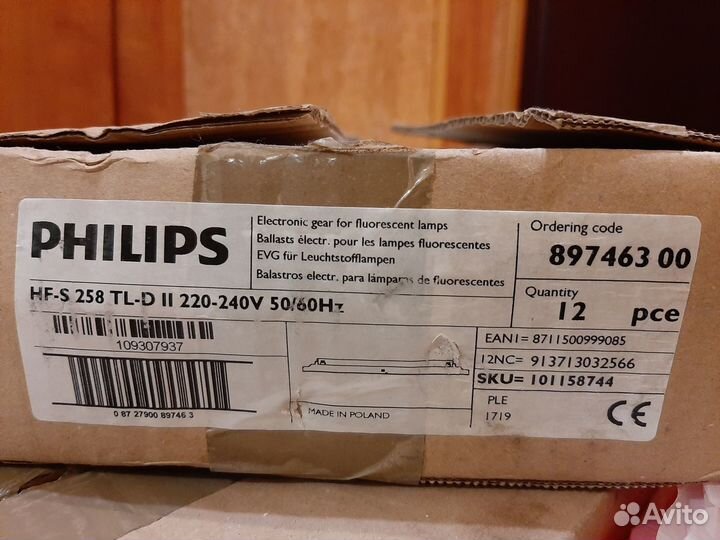 PHILIPS
Electronic gear for fluorescent lamps
Ballasts électr. pour les lampes fluorescentes
EVG für Leuchtstofflampen
Balastros electr. para lámparas de fluorescentes
Ordering code
897463 00
HF-S 258 TL-D II 220-240V 50/60Hz
Quantity
12 pce
109307937
EAN1= 8711500999085
12NC= 913713032566
SKU= 101158744
0 87 27900 89746 3
MADE IN POLAND
PLE
1719
CE
Avito